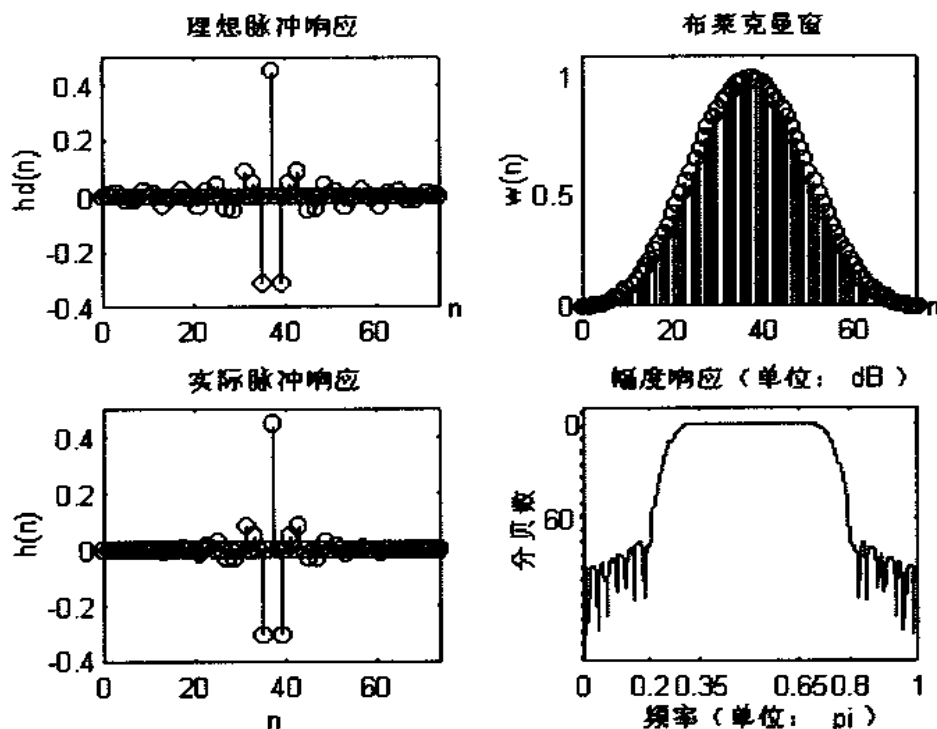 理想脉冲响应
hd(n)
0.4
0.2
0
-0.2
-0.4
0 20 40 60 n
布莱克曼窗
w(n)
1
0.5
0
0 20 40 60 n
实际脉冲响应
h(n)
0.4
0.2
0
-0.2
-0.4
0 20 40 60
n
幅度响应（单位： dB）
分贝数
0
60
0 0.2 0.35 0.65 0.8 1
频率（单位： pi）